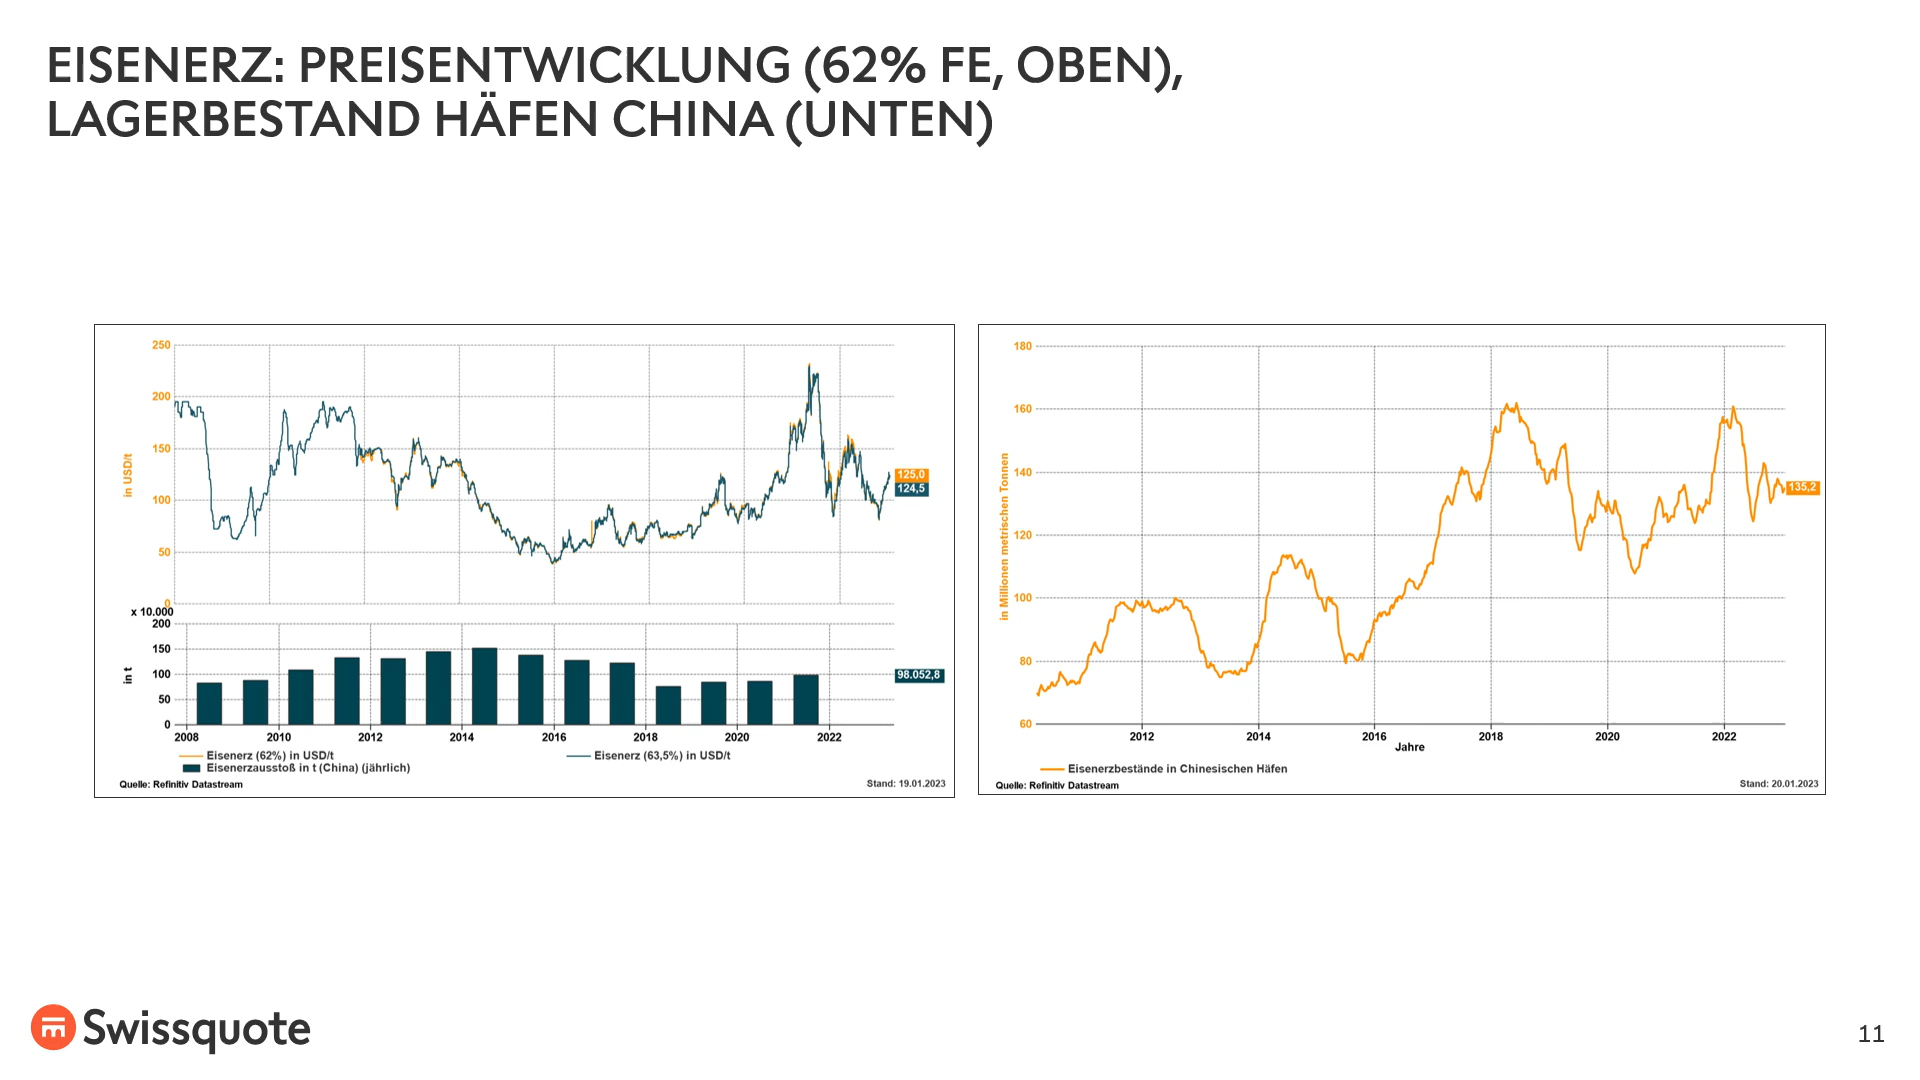 EISENERZ: PREISENTWICKLUNG (62% FE, OBEN),
LAGERBESTAND HÄFEN CHINA (UNTEN)
250
200
150
100
50
0
in USD/t
125,0
124,5
x 10.000
200
150
100
50
0
in t
98.052,8
2008 2010 2012 2014 2016 2018 2020 2022
Eisenerz (62%) in USD/t Eisenerz (63,5%) in USD/t
Eisenerzausstoß in t (China) (jährlich)
Quelle: Refinitiv Datastream Stand: 19.01.2023
180
160
140
120
100
80
60
in Millionen metrischen Tonnen
135,2
2012 2014 2016 2018 2020 2022
Jahre
Eisenerzbestände in Chinesischen Häfen
Quelle: Refinitiv Datastream Stand: 20.01.2023
Swissquote
11